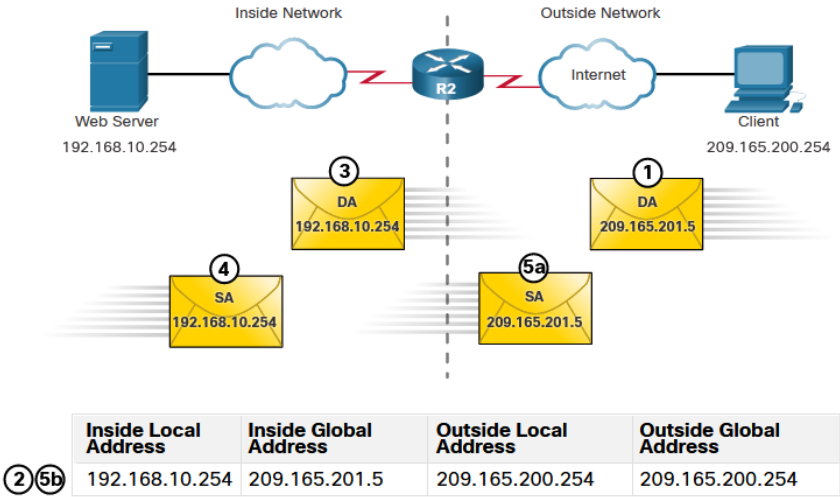 Inside Network
Outside Network
Internet
R2
Web Server
192.168.10.254
Client
209.165.200.254
3
DA
192.168.10.254
1
DA
209.165.201.5
4
SA
192.168.10.254
5a
SA
209.165.201.5
Inside Local Address
Inside Global Address
Outside Local Address
Outside Global Address
2 5b 192.168.10.254 209.165.201.5 209.165.200.254 209.165.200.254